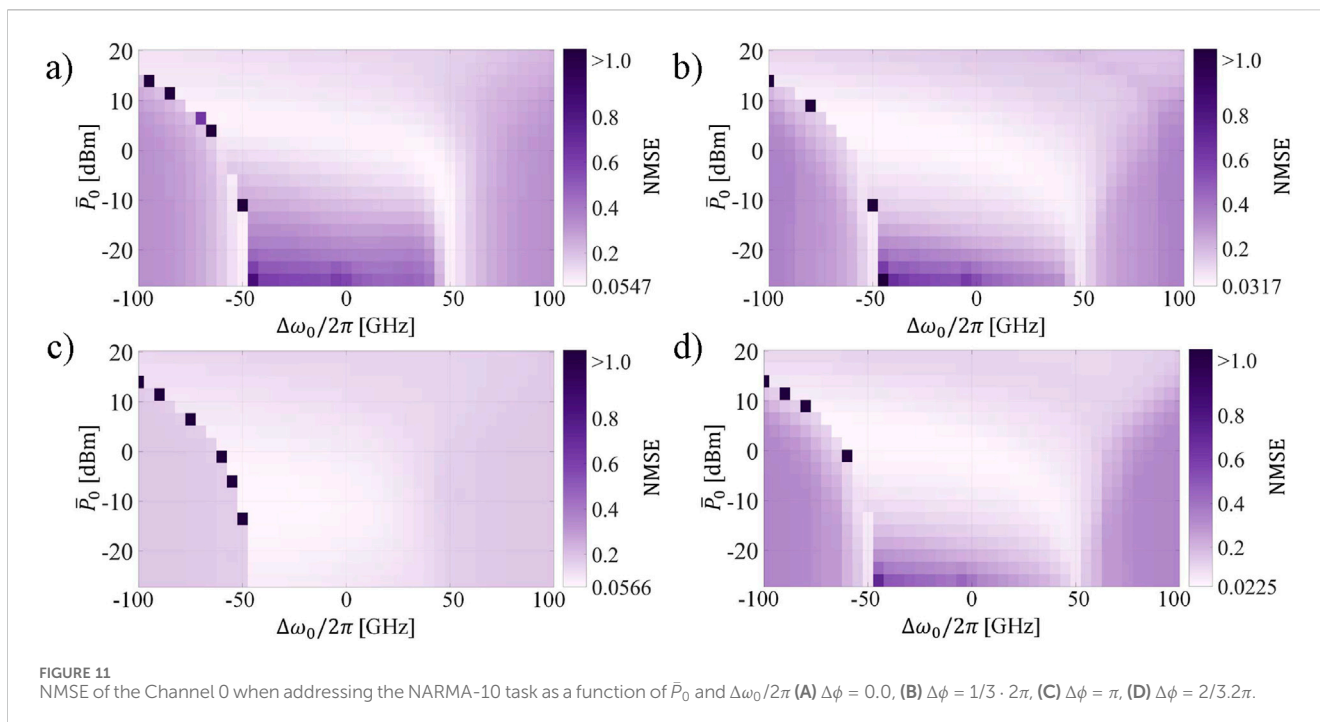 a)
20
10
0
-10
-20
P̄₀ [dBm]
-100 -50 0 50 100
Δω₀/2π [GHz]
>1.0
0.8
0.6
0.4
0.2
0.0547
NMSE
b)
20
10
0
-10
-20
P̄₀ [dBm]
-100 -50 0 50 100
Δω₀/2π [GHz]
>1.0
0.8
0.6
0.4
0.2
0.0317
NMSE
c)
20
10
0
-10
-20
P̄₀ [dBm]
-100 -50 0 50 100
Δω₀/2π [GHz]
>1.0
0.8
0.6
0.4
0.2
0.0566
NMSE
d)
20
10
0
-10
-20
P̄₀ [dBm]
-100 -50 0 50 100
Δω₀/2π [GHz]
>1.0
0.8
0.6
0.4
0.2
0.0225
NMSE
FIGURE 11
NMSE of the Channel 0 when addressing the NARMA-10 task as a function of P̄₀ and Δω₀/2π (A) Δϕ = 0.0, (B) Δϕ = 1/3 · 2π, (C) Δϕ = π, (D) Δϕ = 2/3.2π.